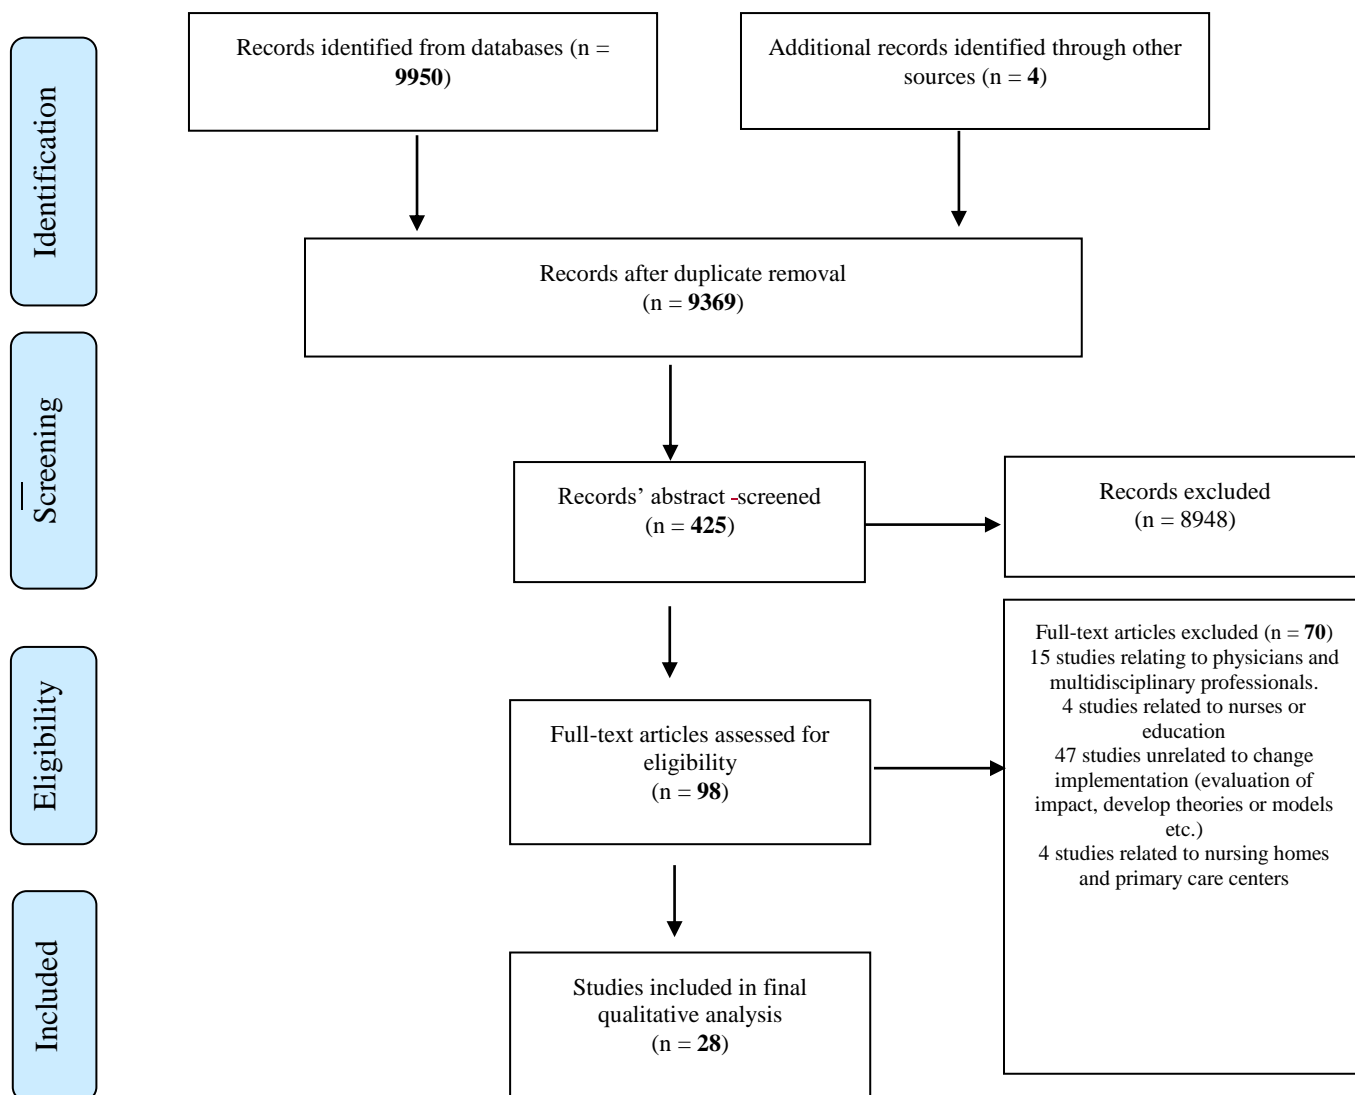 Identification
Records identified from databases (n =
9950)
Additional records identified through other
sources (n = 4)
Records after duplicate removal
(n = 9369)
Screening
Records’ abstract -screened
(n = 425)
Records excluded
(n = 8948)
Eligibility
Full-text articles assessed for
eligibility
(n = 98)
Full-text articles excluded (n = 70)
15 studies relating to physicians and
multidisciplinary professionals.
4 studies related to nurses or
education
47 studies unrelated to change
implementation (evaluation of
impact, develop theories or models
etc.)
4 studies related to nursing homes
and primary care centers
Included
Studies included in final
qualitative analysis
(n = 28)